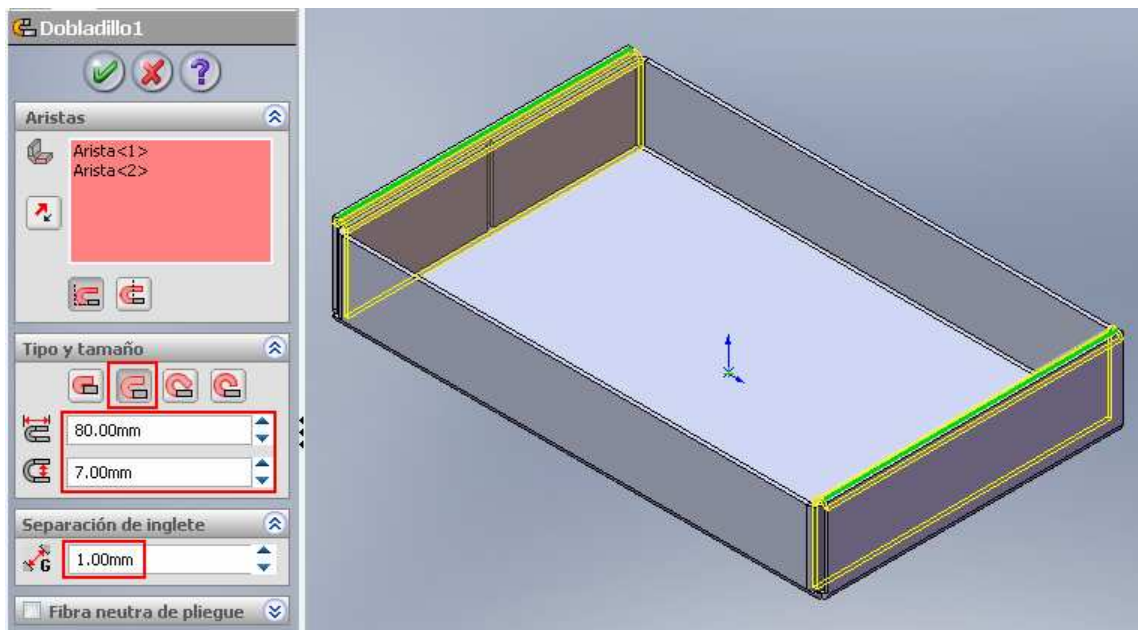 Dobladillo1
Aristas
Arista<1>
Arista<2>
Tipo y tamaño
80.00mm
7.00mm
Separación de inglete
G
1.00mm
Fibra neutra de pliegue